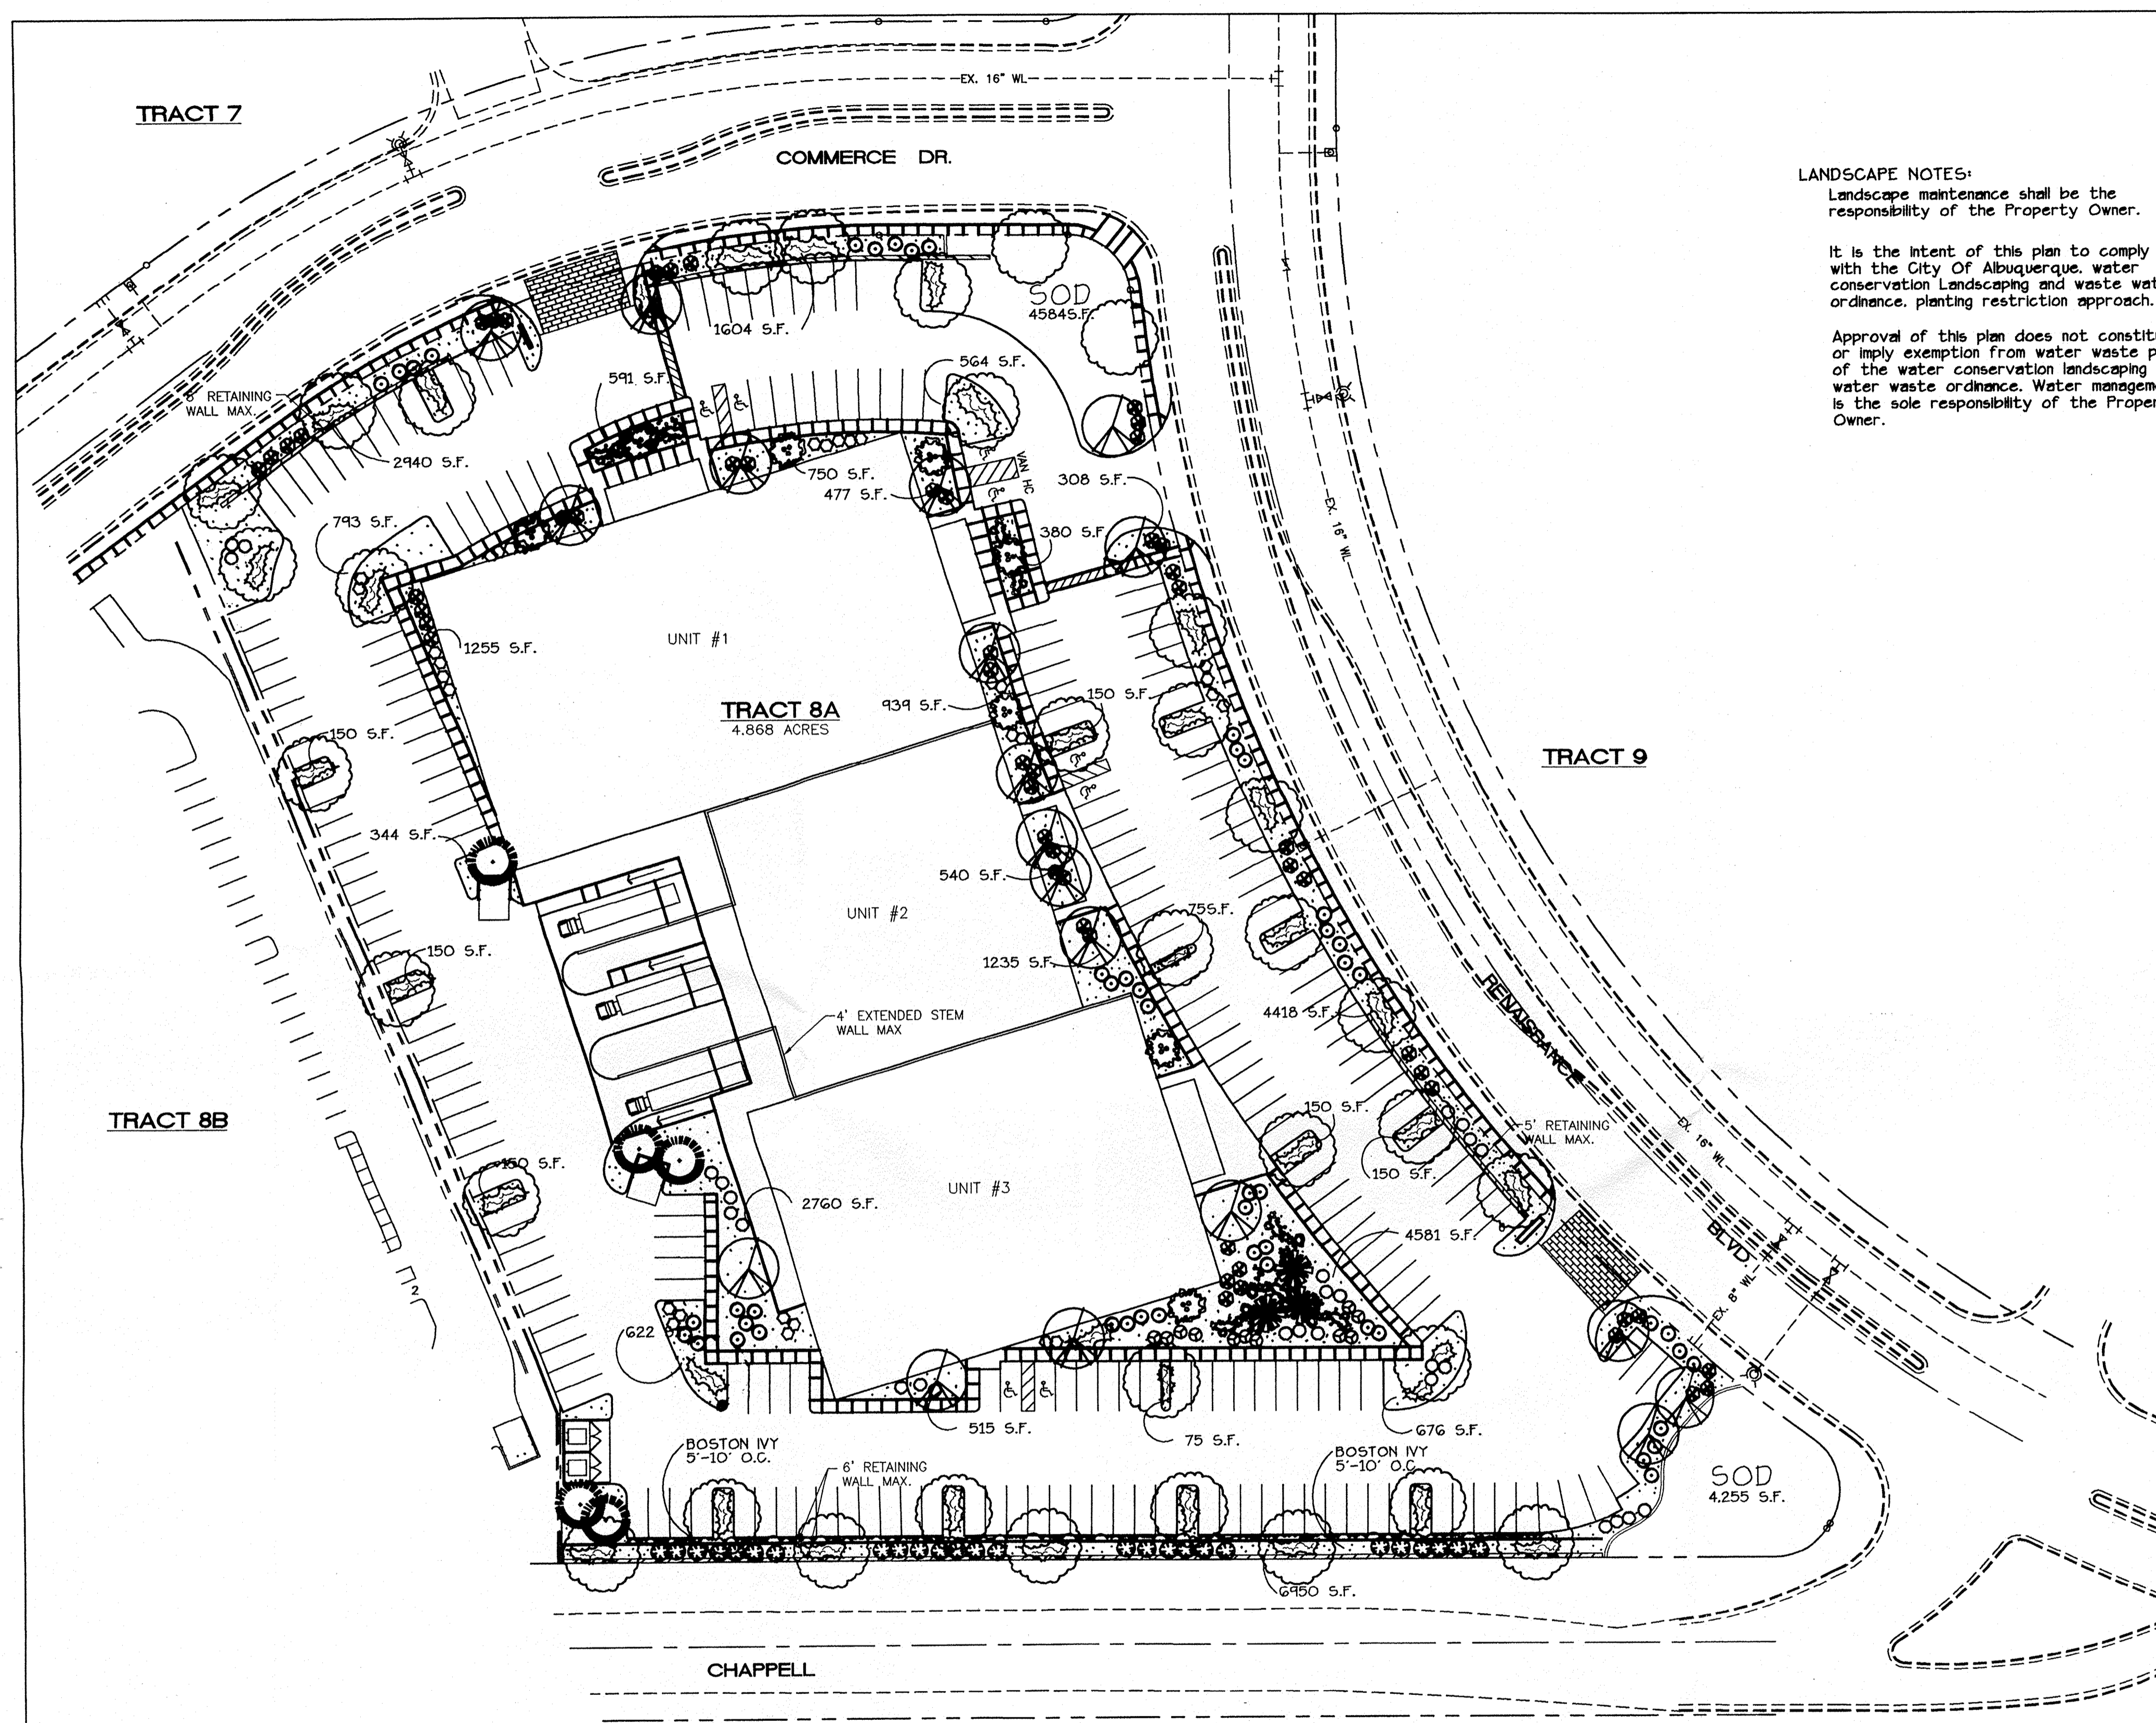 EX. 16" WL
TRACT 7
COMMERCE DR.
LANDSCAPE NOTES:
Landscape maintenance shall be the
responsibility of the Property Owner.
It is the intent of this plan to comply
with the City Of Albuquerque. water
conservation Landscaping and waste wat
ordinance. planting restriction approach.
Approval of this plan does not constit
or imply exemption from water waste p
of the water conservation landscaping
water waste ordinance. Water managem
is the sole responsibility of the Proper
Owner.
SOD
4584S.F.
1604 S.F.
564 S.F.
591 S.F.
8' RETAINING
WALL MAX.
2940 S.F.
750 S.F.
477 S.F.
VAN HC
308 S.F.
793 S.F.
380 S.F.
EX. 16" WL
1255 S.F.
UNIT #1
TRACT 8A
4.868 ACRES
939 S.F.
150 S.F.
150 S.F.
TRACT 9
344 S.F.
540 S.F.
UNIT #2
75S.F.
150 S.F.
1235 S.F.
4' EXTENDED STEM
WALL MAX
4418 S.F.
RENAISSANCE
TRACT 8B
150 S.F.
5' RETAINING
WALL MAX.
EX. 16" WL
150 S.F.
150 S.F.
UNIT #3
2760 S.F.
4581 S.F.
BLVD.
EX. 8" WL
2
622
515 S.F.
75 S.F.
676 S.F.
BOSTON IVY
5'-10' O.C.
6' RETAINING
WALL MAX.
BOSTON IVY
5'-10' O.C.
SOD
4.255 S.F.
6950 S.F.
CHAPPELL